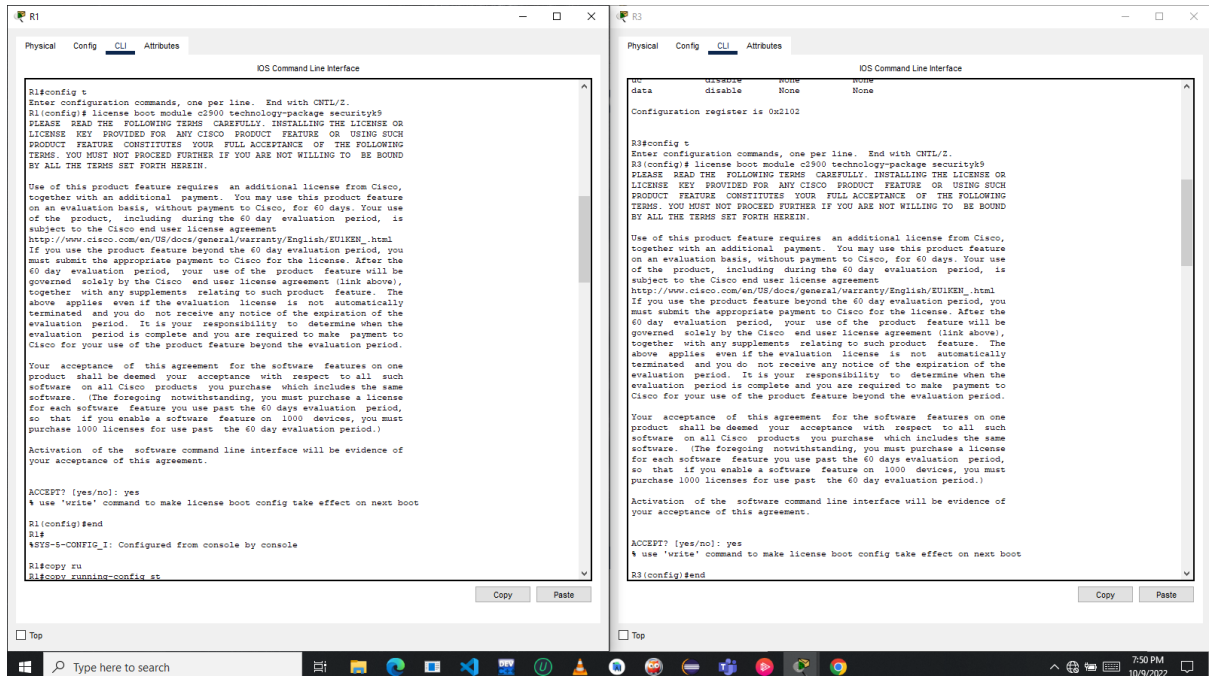 R1
Physical Config CLI Attributes
IOS Command Line Interface
R1#config t
Enter configuration commands, one per line. End with CNTL/Z.
R1(config)# license boot module c2900 technology-package securityk9
PLEASE READ THE FOLLOWING TERMS CAREFULLY. INSTALLING THE LICENSE OR
LICENSE KEY PROVIDED FOR ANY CISCO PRODUCT FEATURE OR USING SUCH
PRODUCT FEATURE CONSTITUTES YOUR FULL ACCEPTANCE OF THE FOLLOWING
TERMS. YOU MUST NOT PROCEED FURTHER IF YOU ARE NOT WILLING TO BE BOUND
BY ALL THE TERMS SET FORTH HEREIN.
Use of this product feature requires an additional license from Cisco,
together with an additional payment. You may use this product feature
on an evaluation basis, without payment to Cisco, for 60 days. Your use
of the product, including during the 60 day evaluation period, is
subject to the Cisco end user license agreement
http://www.cisco.com/en/US/docs/general/warranty/English/EU1KEN_.html
If you use the product feature beyond the 60 day evaluation period, you
must submit the appropriate payment to Cisco for the license. After the
60 day evaluation period, your use of the product feature will be
governed solely by the Cisco end user license agreement (link above),
together with any supplements relating to such product feature. The
above applies even if the evaluation license is not automatically
terminated and you do not receive any notice of the expiration of the
evaluation period. It is your responsibility to determine when the
evaluation period is complete and you are required to make payment to
Cisco for your use of the product feature beyond the evaluation period.
Your acceptance of this agreement for the software features on one
product shall be deemed your acceptance with respect to all such
software on all Cisco products you purchase which includes the same
software. (The foregoing notwithstanding, you must purchase a license
for each software feature you use past the 60 days evaluation period,
so that if you enable a software feature on 1000 devices, you must
purchase 1000 licenses for use past the 60 day evaluation period.)
Activation of the software command line interface will be evidence of
your acceptance of this agreement.
ACCEPT? [yes/no]: yes
% use 'write' command to make license boot config take effect on next boot
R1(config)#end
R1#
%SYS-5-CONFIG_I: Configured from console by console
R1#copy ru
R1#copy running-config st
Copy Paste
Top
R3
Physical Config CLI Attributes
IOS Command Line Interface
uc disable None None
data disable None None
Configuration register is 0x2102
R3#config t
Enter configuration commands, one per line. End with CNTL/Z.
R3(config)# license boot module c2900 technology-package securityk9
PLEASE READ THE FOLLOWING TERMS CAREFULLY. INSTALLING THE LICENSE OR
LICENSE KEY PROVIDED FOR ANY CISCO PRODUCT FEATURE OR USING SUCH
PRODUCT FEATURE CONSTITUTES YOUR FULL ACCEPTANCE OF THE FOLLOWING
TERMS. YOU MUST NOT PROCEED FURTHER IF YOU ARE NOT WILLING TO BE BOUND
BY ALL THE TERMS SET FORTH HEREIN.
Use of this product feature requires an additional license from Cisco,
together with an additional payment. You may use this product feature
on an evaluation basis, without payment to Cisco, for 60 days. Your use
of the product, including during the 60 day evaluation period, is
subject to the Cisco end user license agreement
http://www.cisco.com/en/US/docs/general/warranty/English/EU1KEN_.html
If you use the product feature beyond the 60 day evaluation period, you
must submit the appropriate payment to Cisco for the license. After the
60 day evaluation period, your use of the product feature will be
governed solely by the Cisco end user license agreement (link above),
together with any supplements relating to such product feature. The
above applies even if the evaluation license is not automatically
terminated and you do not receive any notice of the expiration of the
evaluation period. It is your responsibility to determine when the
evaluation period is complete and you are required to make payment to
Cisco for your use of the product feature beyond the evaluation period.
Your acceptance of this agreement for the software features on one
product shall be deemed your acceptance with respect to all such
software on all Cisco products you purchase which includes the same
software. (The foregoing notwithstanding, you must purchase a license
for each software feature you use past the 60 days evaluation period,
so that if you enable a software feature on 1000 devices, you must
purchase 1000 licenses for use past the 60 day evaluation period.)
Activation of the software command line interface will be evidence of
your acceptance of this agreement.
ACCEPT? [yes/no]: yes
% use 'write' command to make license boot config take effect on next boot
R3(config)#end
Copy Paste
Top
Type here to search
DEV
7:50 PM
10/9/2022